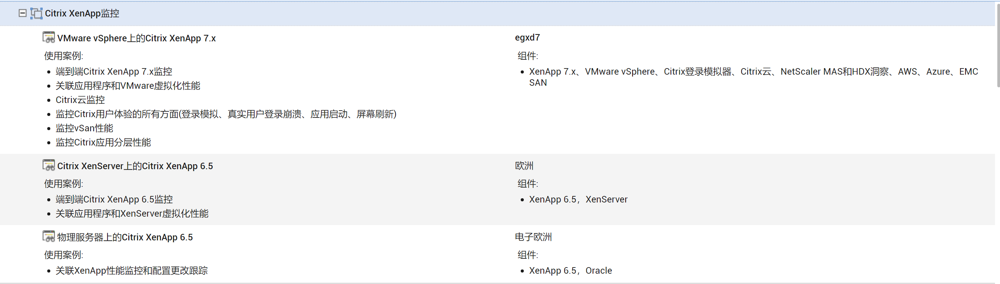 Citrix XenApp监控
VMware vSphere上的Citrix XenApp 7.x
egxd7
使用案例:
组件:
端到端Citrix XenApp 7.x监控
XenApp 7.x、VMware vSphere、Citrix登录模拟器、Citrix云、NetScaler MAS和HDX洞察、AWS、Azure、EMC
SAN
关联应用程序和VMware虚拟化性能
Citrix云监控
监控Citrix用户体验的所有方面(登录模拟、真实用户登录崩溃、应用启动、屏幕刷新)
监控vSan性能
监控Citrix应用分层性能
Citrix XenServer上的Citrix XenApp 6.5
欧洲
使用案例:
组件:
端到端Citrix XenApp 6.5监控
XenApp 6.5，XenServer
关联应用程序和XenServer虚拟化性能
物理服务器上的Citrix XenApp 6.5
电子欧洲
使用案例:
组件:
关联XenApp性能监控和配置更改跟踪
XenApp 6.5，Oracle